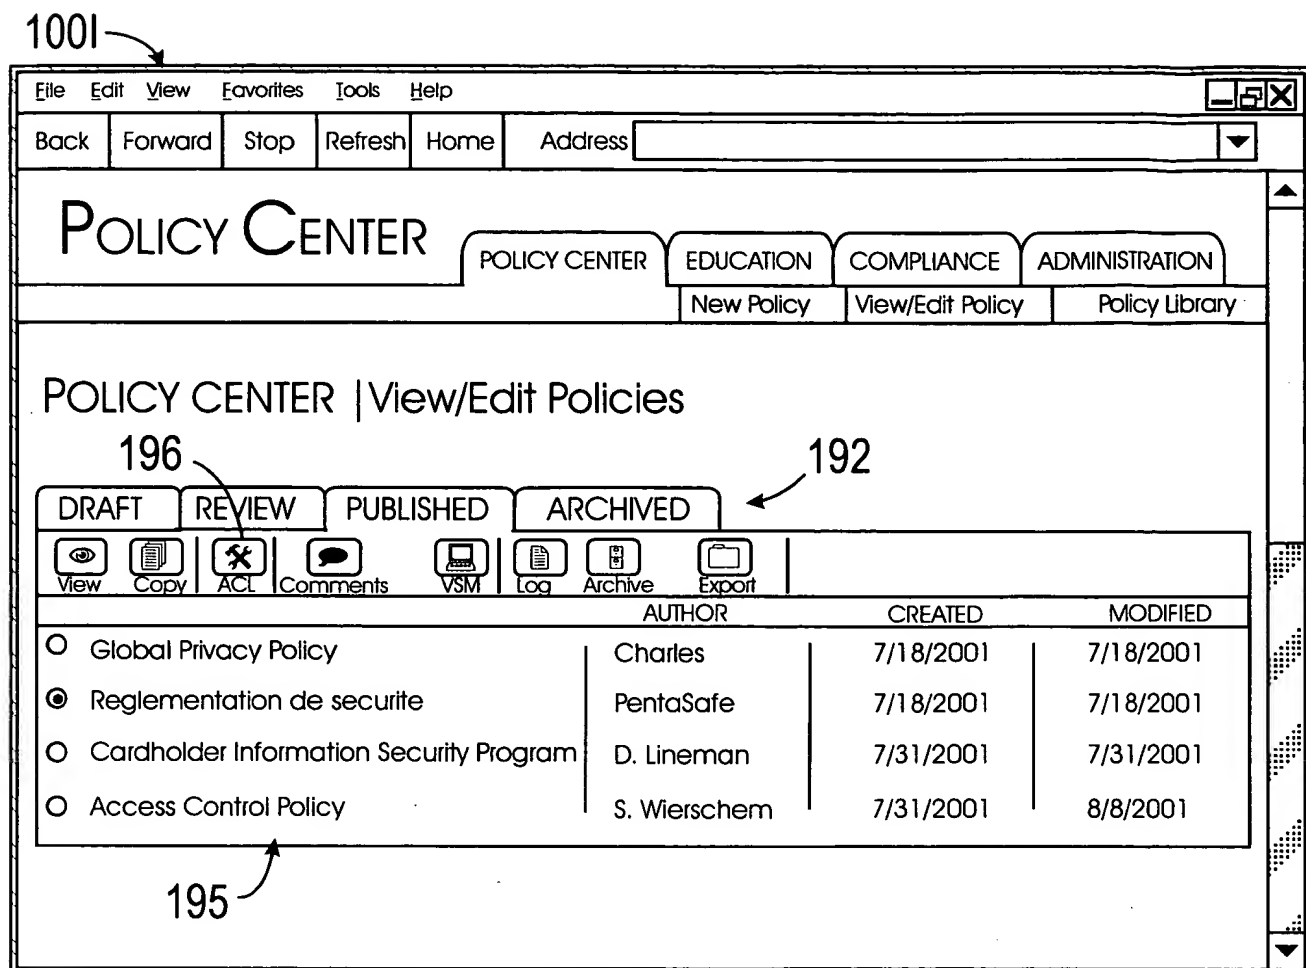 100I
File Edit View Favorites Tools Help
Back Forward Stop Refresh Home Address
POLICY CENTER
POLICY CENTER EDUCATION COMPLIANCE ADMINISTRATION
New Policy View/Edit Policy Policy Library
POLICY CENTER | View/Edit Policies
196 192
DRAFT REVIEW PUBLISHED ARCHIVED
View Copy ACL Comments VSM Log Archive Export
AUTHOR CREATED MODIFIED
Global Privacy Policy Charles 7/18/2001 7/18/2001
Reglementation de securite PentaSafe 7/18/2001 7/18/2001
Cardholder Information Security Program D. Lineman 7/31/2001 7/31/2001
Access Control Policy S. Wierschem 7/31/2001 8/8/2001
195